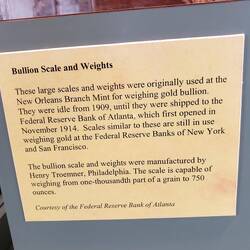 Bullion Scale and Weights
These large scales and weights were originally used at the
New Orleans Branch Mint for weighing gold bullion.
They were idle from 1909, until they were shipped to the
Federal Reserve Bank of Atlanta, which first opened in
November 1914. Scales similar to these are still in use
weighing gold at the Federal Reserve Banks of New York
and San Francisco.
The bullion scale and weights were manufactured by
Henry Troemner, Philadelphia. The scale is capable of
weighing from one-thousandth part of a grain to 750
ounces.
Courtesy of the Federal Reserve Bank of Atlanta